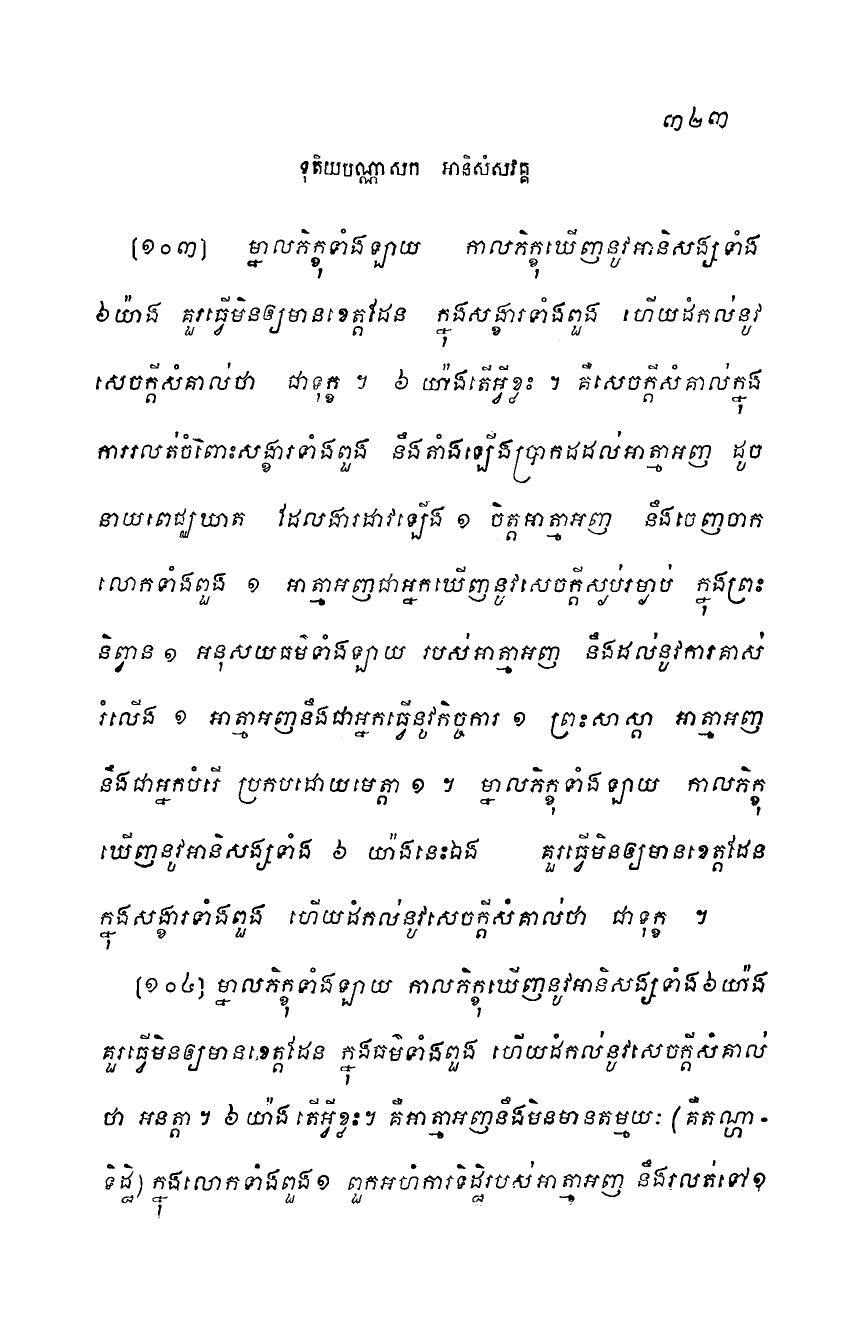 ៣២៣
ទុតិយបណ្ណាសក អានិសំសវគ្គ
[១០៣] ម្នាលភិក្ខុទាំងឡាយ កាលភិក្ខុឃើញនូវអានិសង្សទាំង
៦យ៉ាង គួរធ្វើមិនឲ្យមានខេត្តដែន ក្នុងសង្ខារទាំងពួង ហើយដំកល់នូវ
សេចក្តីសំគាល់ថា ជាទុក្ខ ។ ៦ យ៉ាងតើអ្វីខ្លះ ។ គឺសេចក្តីសំគាល់ក្នុង
ការរលត់ចំពោះសង្ខារទាំងពួង នឹងតាំងឡើងប្រាកដដល់អាត្មាអញ ដូច
នាយពេជ្ឈឃាត ដែលងារដាវឡើង ១ ចិត្តអាត្មាអញ នឹងចេញចាក
លោកទាំងពួង ១ អាត្មាអញជាអ្នកឃើញនូវសេចក្តីស្ងប់រម្ងាប់ ក្នុងព្រះ
និព្វាន ១ អនុសយធម៌ទាំងឡាយ របស់អាត្មាអញ នឹងដល់នូវការគាស់
រំលើង ១ អាត្មាអញនឹងជាអ្នកធ្វើនូវកិច្ចការ ១ ព្រះសាស្តា អាត្មាអញ
នឹងជាអ្នកបំរើ ប្រកបដោយមេត្តា ១ ។ ម្នាលភិក្ខុទាំងឡាយ កាលភិក្ខុ
ឃើញនូវអានិសង្សទាំង ៦ យ៉ាងនេះឯង គួរធ្វើមិនឲ្យមានខេត្តដែន
ក្នុងសង្ខារទាំងពួង ហើយដំកល់នូវសេចក្តីសំគាល់ថា ជាទុក្ខ ។
[១០៤] ម្នាលភិក្ខុទាំងឡាយ កាលភិក្ខុឃើញនូវអានិសង្សទាំង៦យ៉ាង
គួរធ្វើមិនឲ្យមានខេត្តដែន ក្នុងធម៌ទាំងពួង ហើយដំកល់នូវសេចក្តីសំគាល់
ថា អនត្តា ។ ៦ យ៉ាង តើអ្វីខ្លះ។ គឺអាត្មាអញនឹងមិនមានតម្មយៈ (គឺតណ្ហា-
ទិដ្ឋិ) ក្នុងលោកទាំងពួង ១ ពួកអហំការទិដ្ឋិរបស់អាត្មាអញ នឹងរលត់ទៅ ១